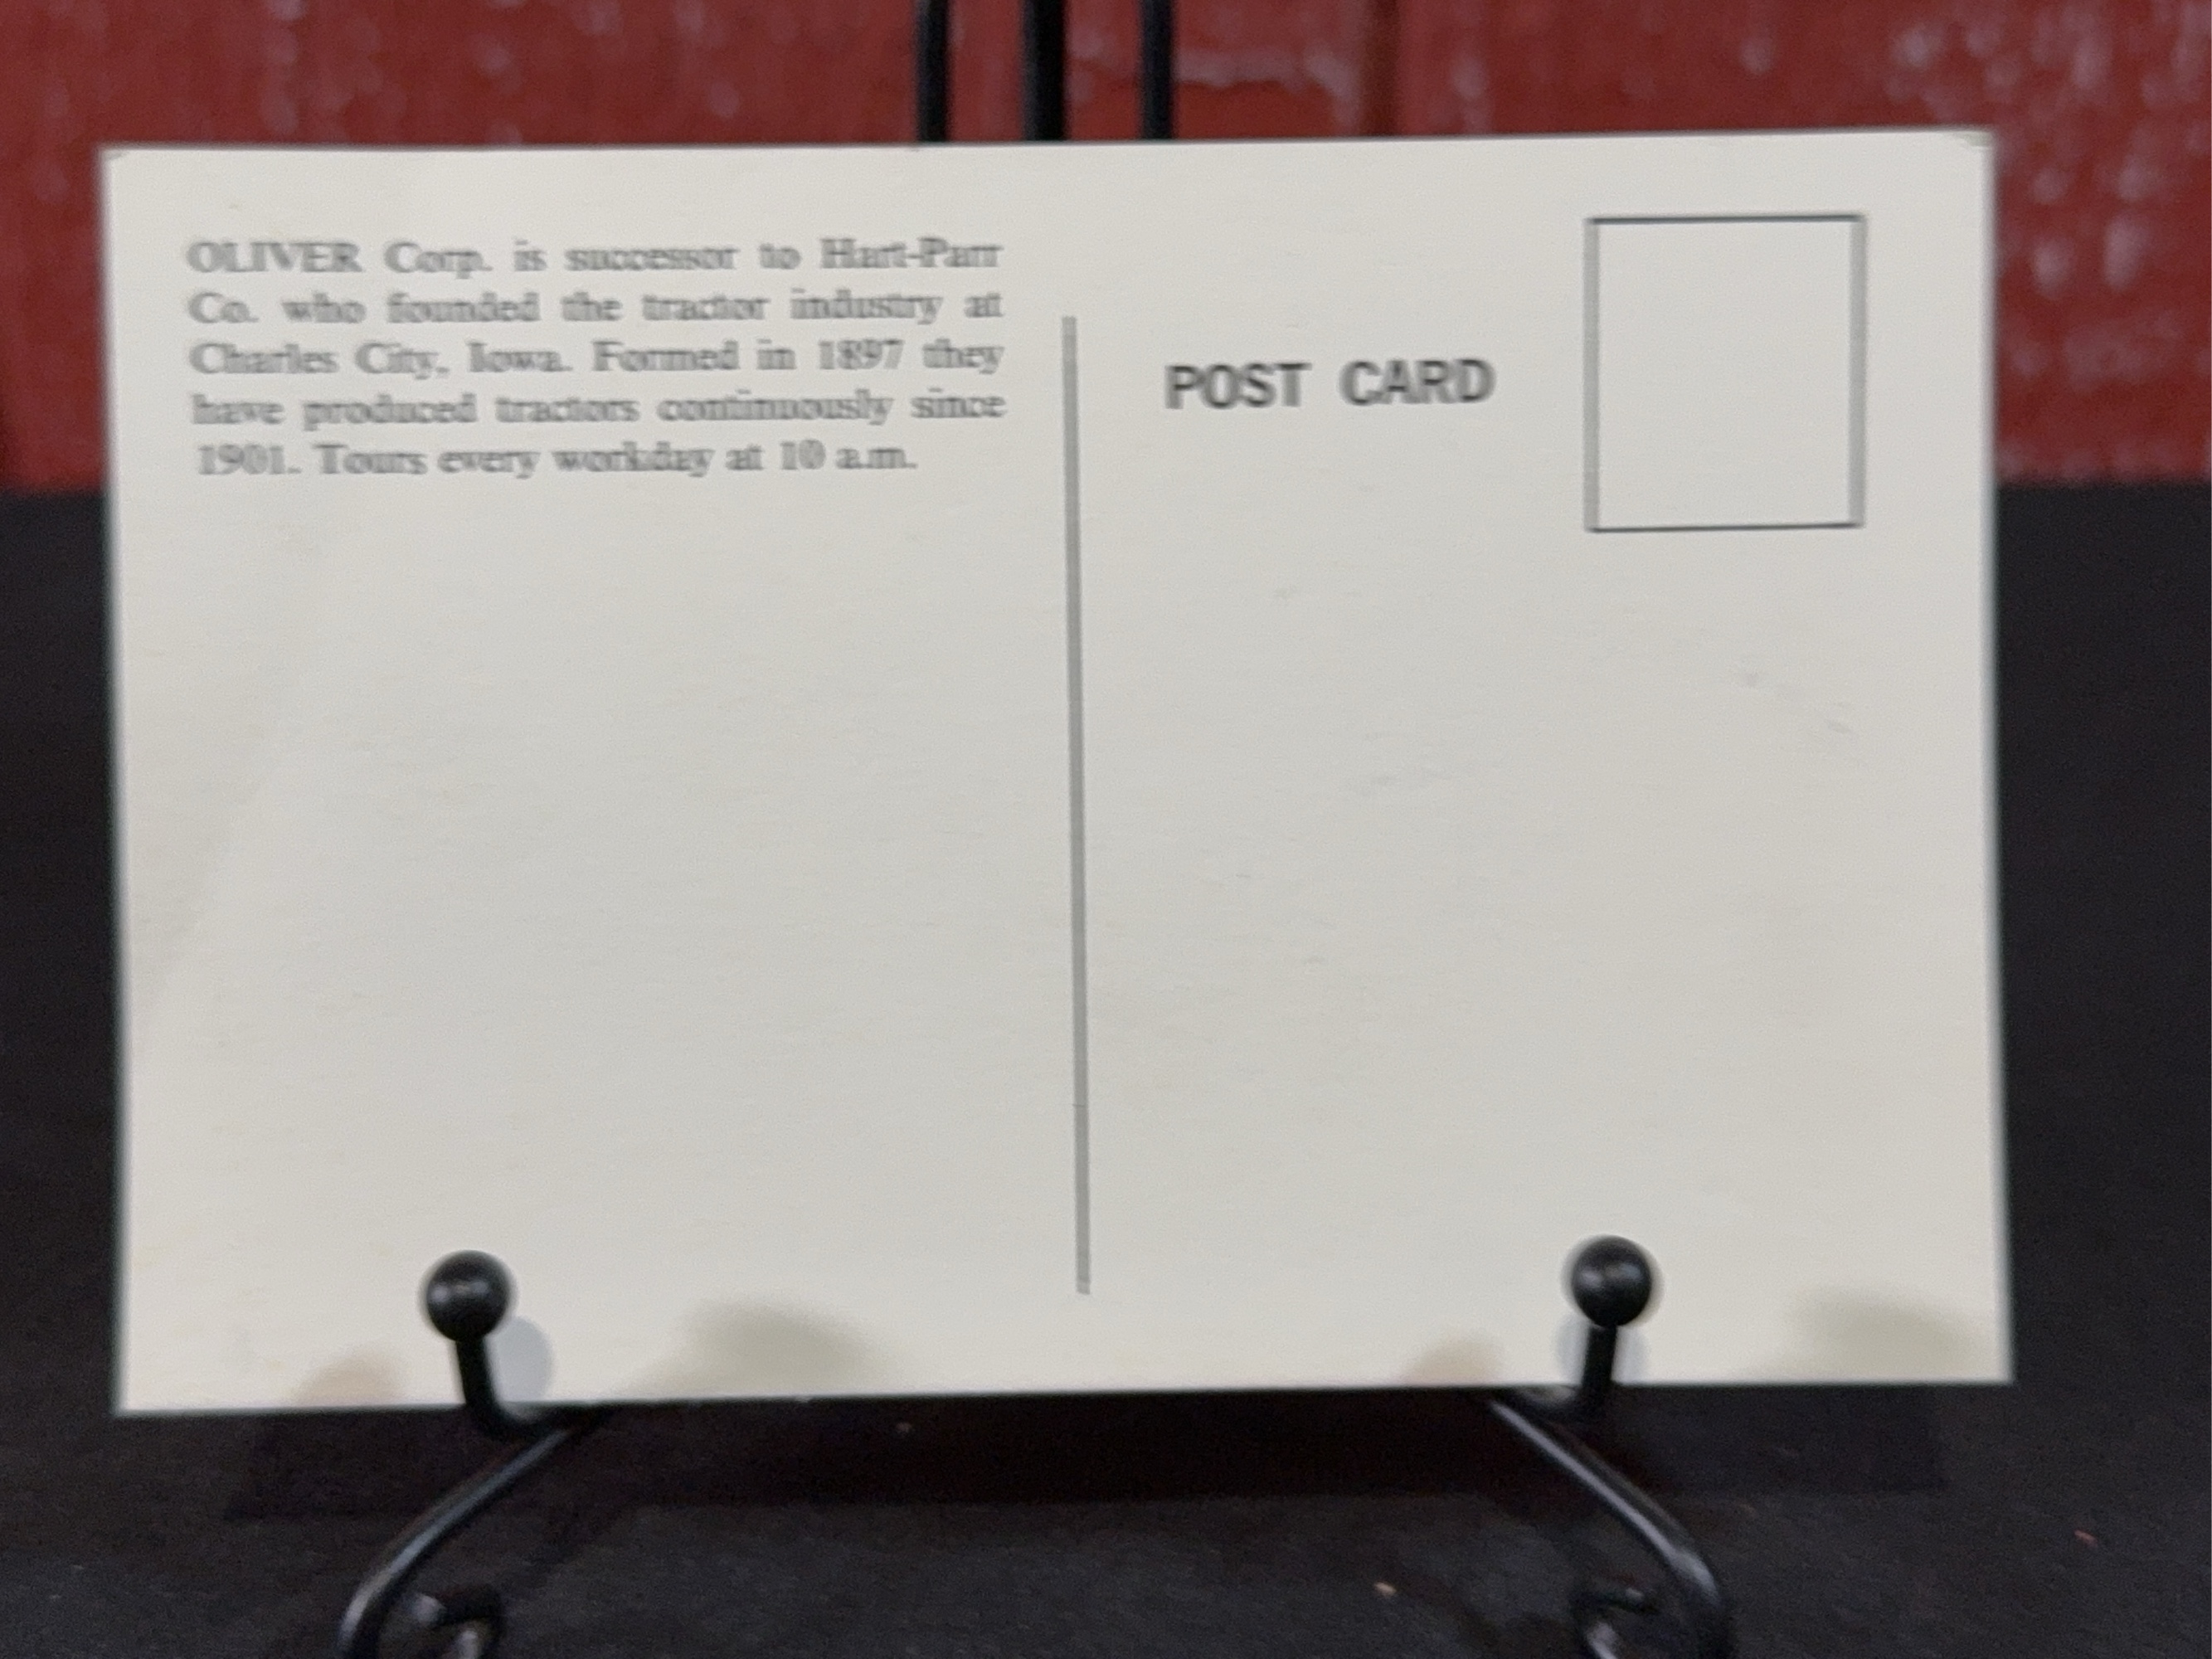 OLIVER Corp. is successor to Hart-Parr
Co. who founded the tractor industry at
Charles City, Iowa. Formed in 1897 they
have produced tractors continuously since
1901. Tours every workday at 10 a.m.
POST CARD